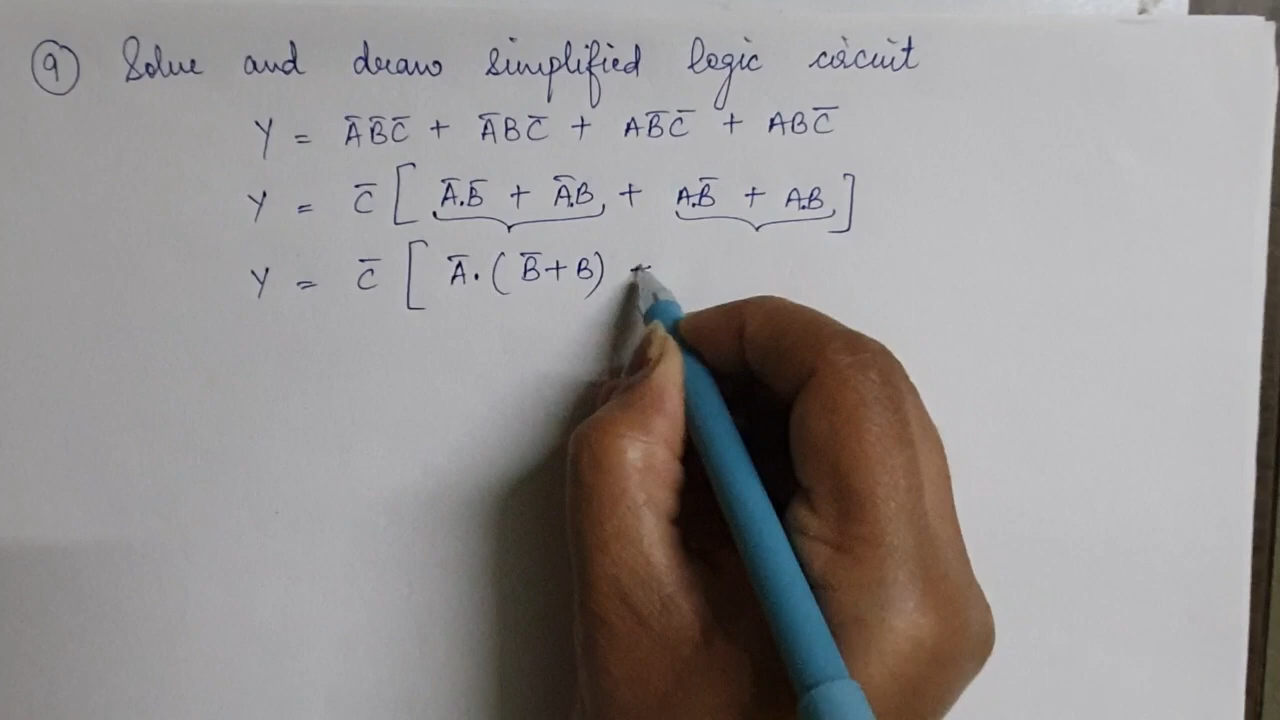 9 Solve and draw simplified logic circuit
Y = A̅B̅C̅ + A̅BC̅ + AB̅C̅ + ABC̅
Y = C̅ [ A̅.B̅ + A̅.B + A.B̅ + A.B ]
Y = C̅ [ A̅.(B̅+B) +